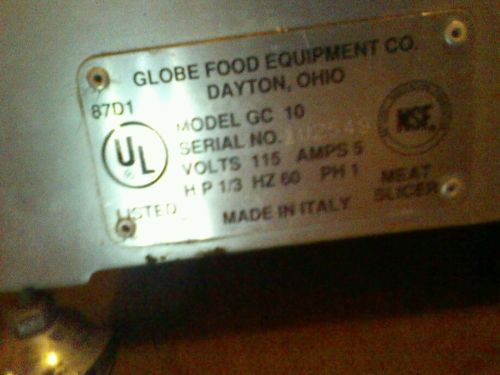 GLOBE FOOD EQUIPMENT CO.
DAYTON, OHIO
87D1
MODEL GC 10
SERIAL NO.
VOLTS 115 AMPS 5
H P 1/3 HZ 60 PH 1
UL
LISTED
NSF
MEAT
SLICER
MADE IN ITALY